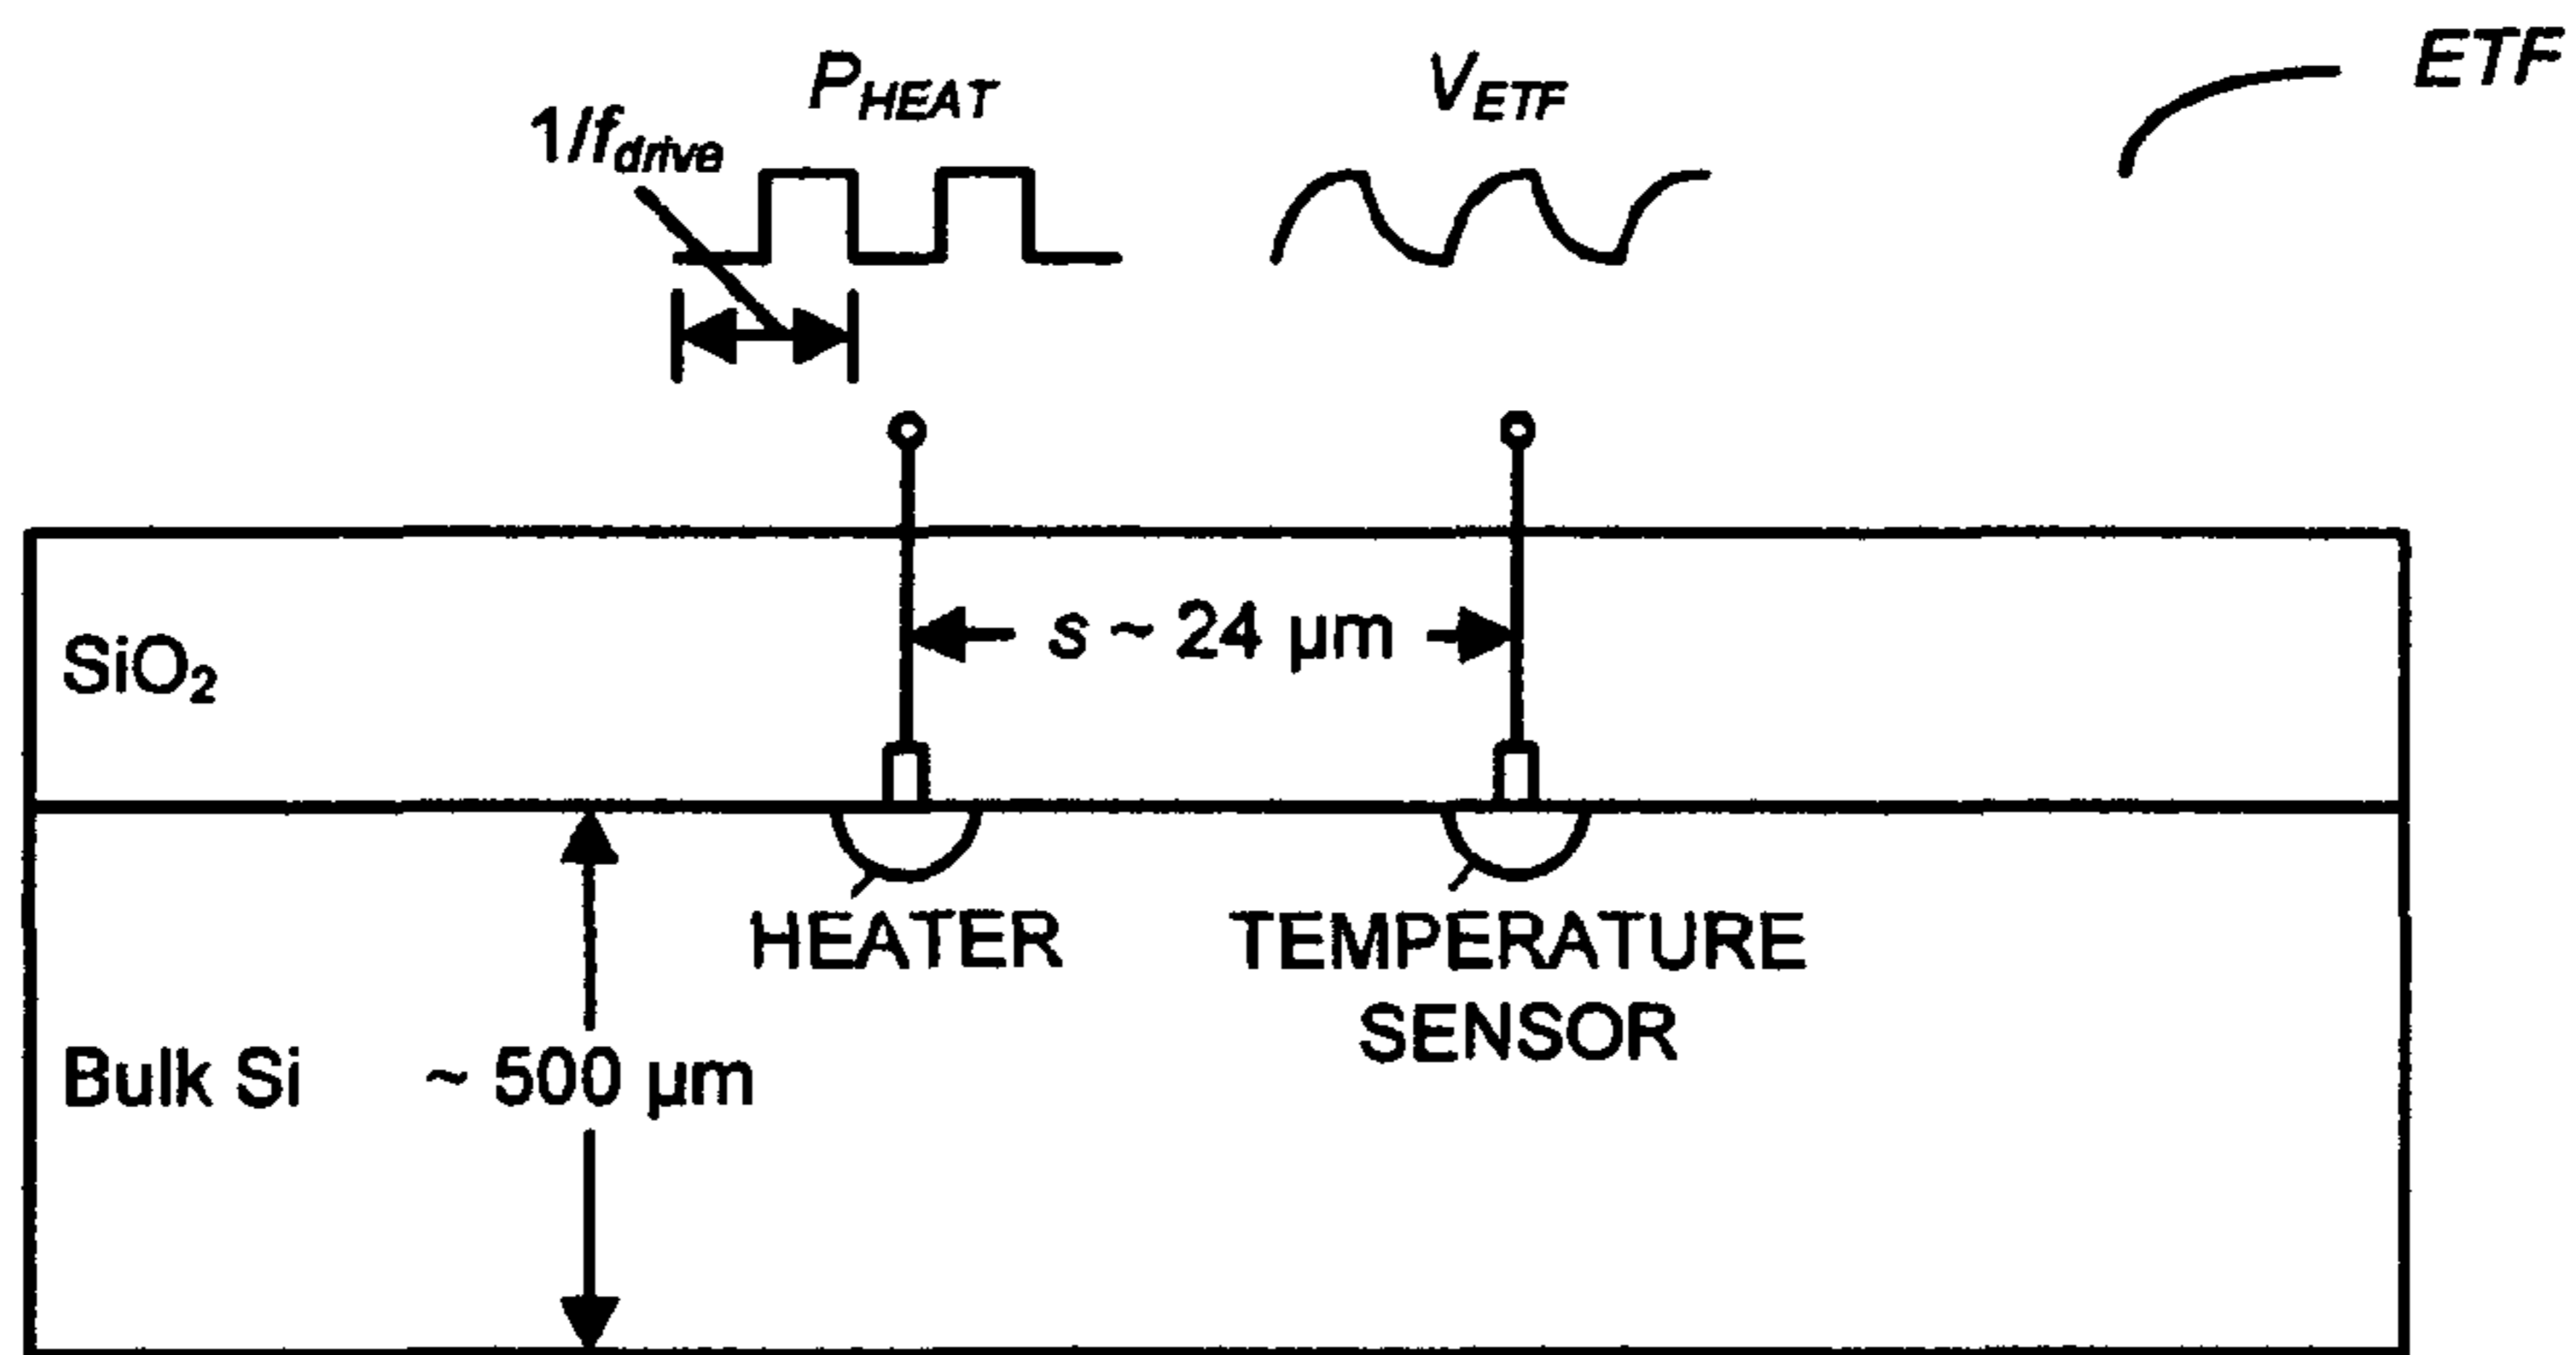 ETF
P_HEAT
V_ETF
1/f_drive
s ~ 24 µm
SiO₂
HEATER
TEMPERATURE
SENSOR
Bulk Si
~ 500 µm